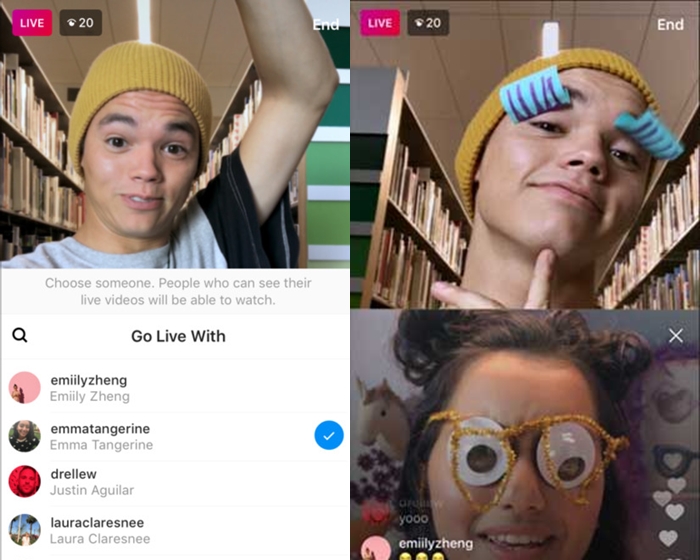 LIVE
20
End
Choose someone. People who can see their
live videos will be able to watch.
Go Live With
emiilyzheng
Emiily Zheng
emmatangerine
Emma Tangerine
drellew
Justin Aguilar
lauraclaresnee
Laura Claresnee
LIVE
20
End
drellew
yooo
emiilyzheng
😂😂😂